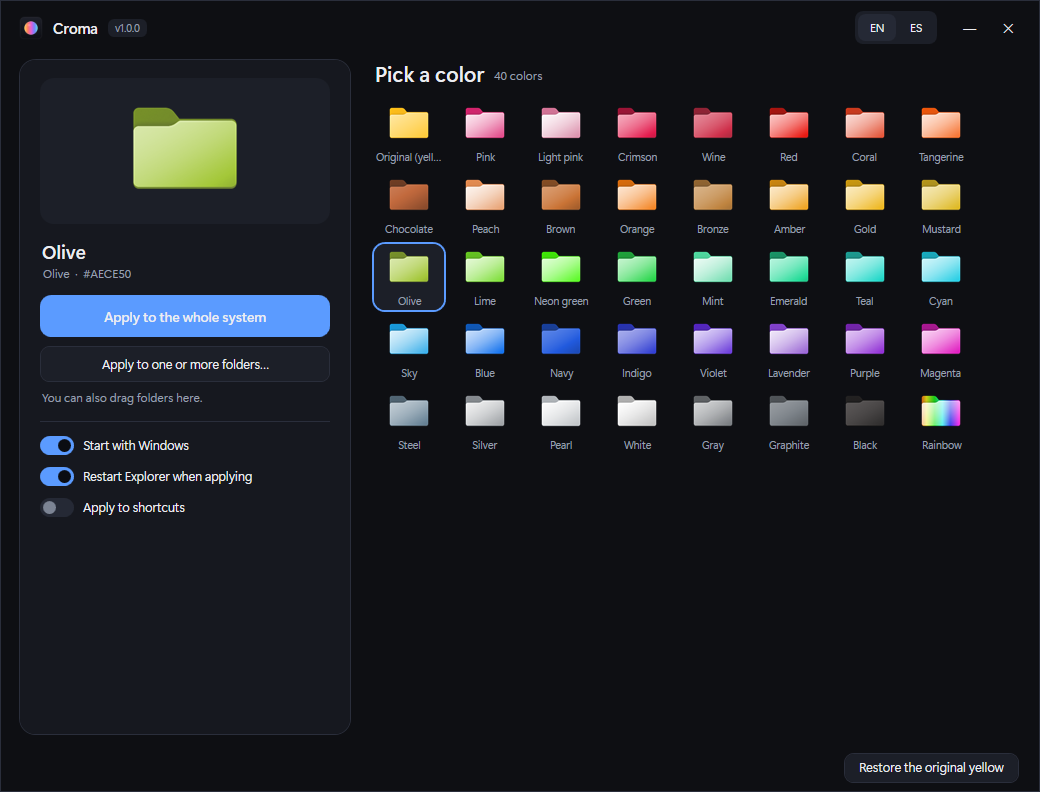 Croma v1.0.0
EN ES
Olive
Olive · #AECE50
Apply to the whole system
Apply to one or more folders...
You can also drag folders here.
Start with Windows
Restart Explorer when applying
Apply to shortcuts
Pick a color 40 colors
Original (yell... Pink Light pink Crimson Wine Red Coral Tangerine
Chocolate Peach Brown Orange Bronze Amber Gold Mustard
Olive Lime Neon green Green Mint Emerald Teal Cyan
Sky Blue Navy Indigo Violet Lavender Purple Magenta
Steel Silver Pearl White Gray Graphite Black Rainbow
Restore the original yellow